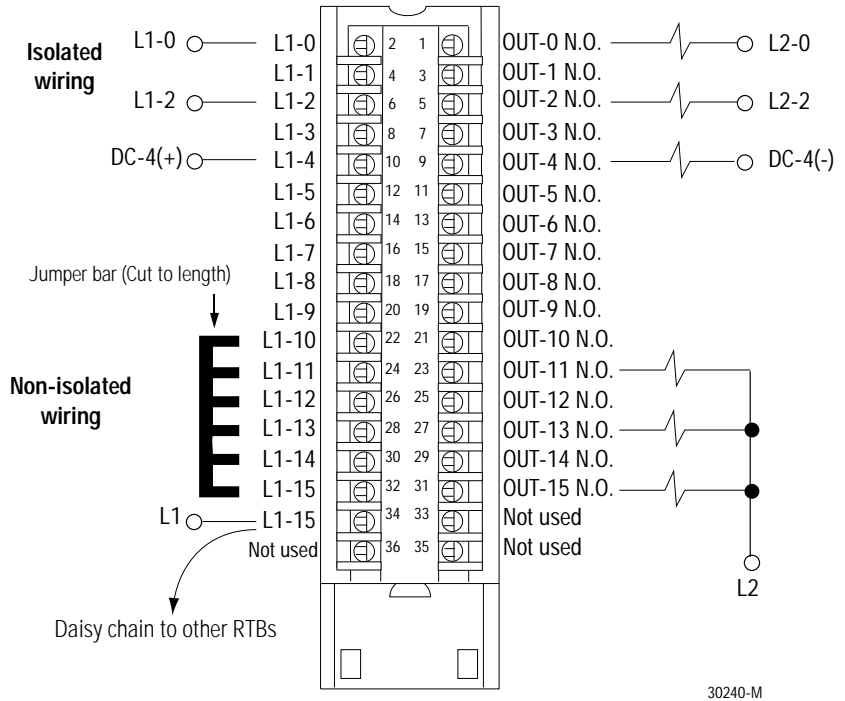 Isolated
wiring
L1-0 L1-0 2 1 OUT-0 N.O. L2-0
L1-1 4 3 OUT-1 N.O.
L1-2 L1-2 6 5 OUT-2 N.O. L2-2
L1-3 8 7 OUT-3 N.O.
DC-4(+) L1-4 10 9 OUT-4 N.O. DC-4(-)
L1-5 12 11 OUT-5 N.O.
L1-6 14 13 OUT-6 N.O.
L1-7 16 15 OUT-7 N.O.
Jumper bar (Cut to length)
L1-8 18 17 OUT-8 N.O.
L1-9 20 19 OUT-9 N.O.
L1-10 22 21 OUT-10 N.O.
L1-11 24 23 OUT-11 N.O.
Non-isolated
wiring
L1-12 26 25 OUT-12 N.O.
L1-13 28 27 OUT-13 N.O.
L1-14 30 29 OUT-14 N.O.
L1-15 32 31 OUT-15 N.O.
L1 L1-15 34 33 Not used
Not used 36 35 Not used
L2
Daisy chain to other RTBs
30240-M